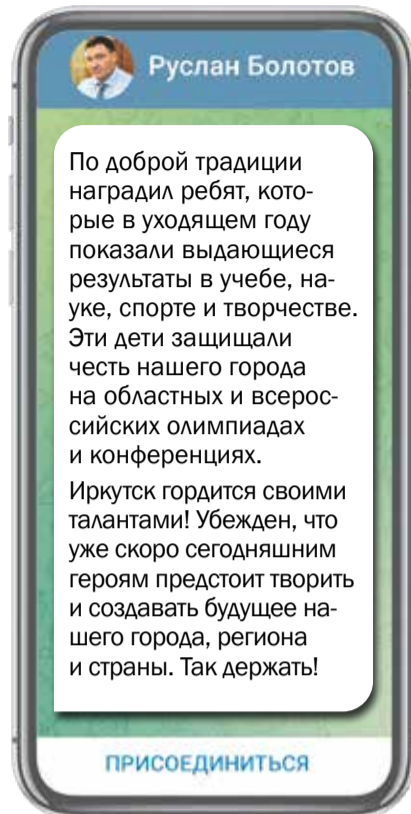 Руслан Болотов
По доброй традиции
наградил ребят, кото-
рые в уходящем году
показали выдающиеся
результаты в учебе, на-
уке, спорте и творчестве.
Эти дети защищали
честь нашего города
на областных и всерос-
сийских олимпиадах
и конференциях.
Иркутск гордится своими
талантами! Убежден, что
уже скоро сегодняшним
героям предстоит творить
и создавать будущее на-
шего города, региона
и страны. Так держать!
ПРИСОЕДИНИТЬСЯ